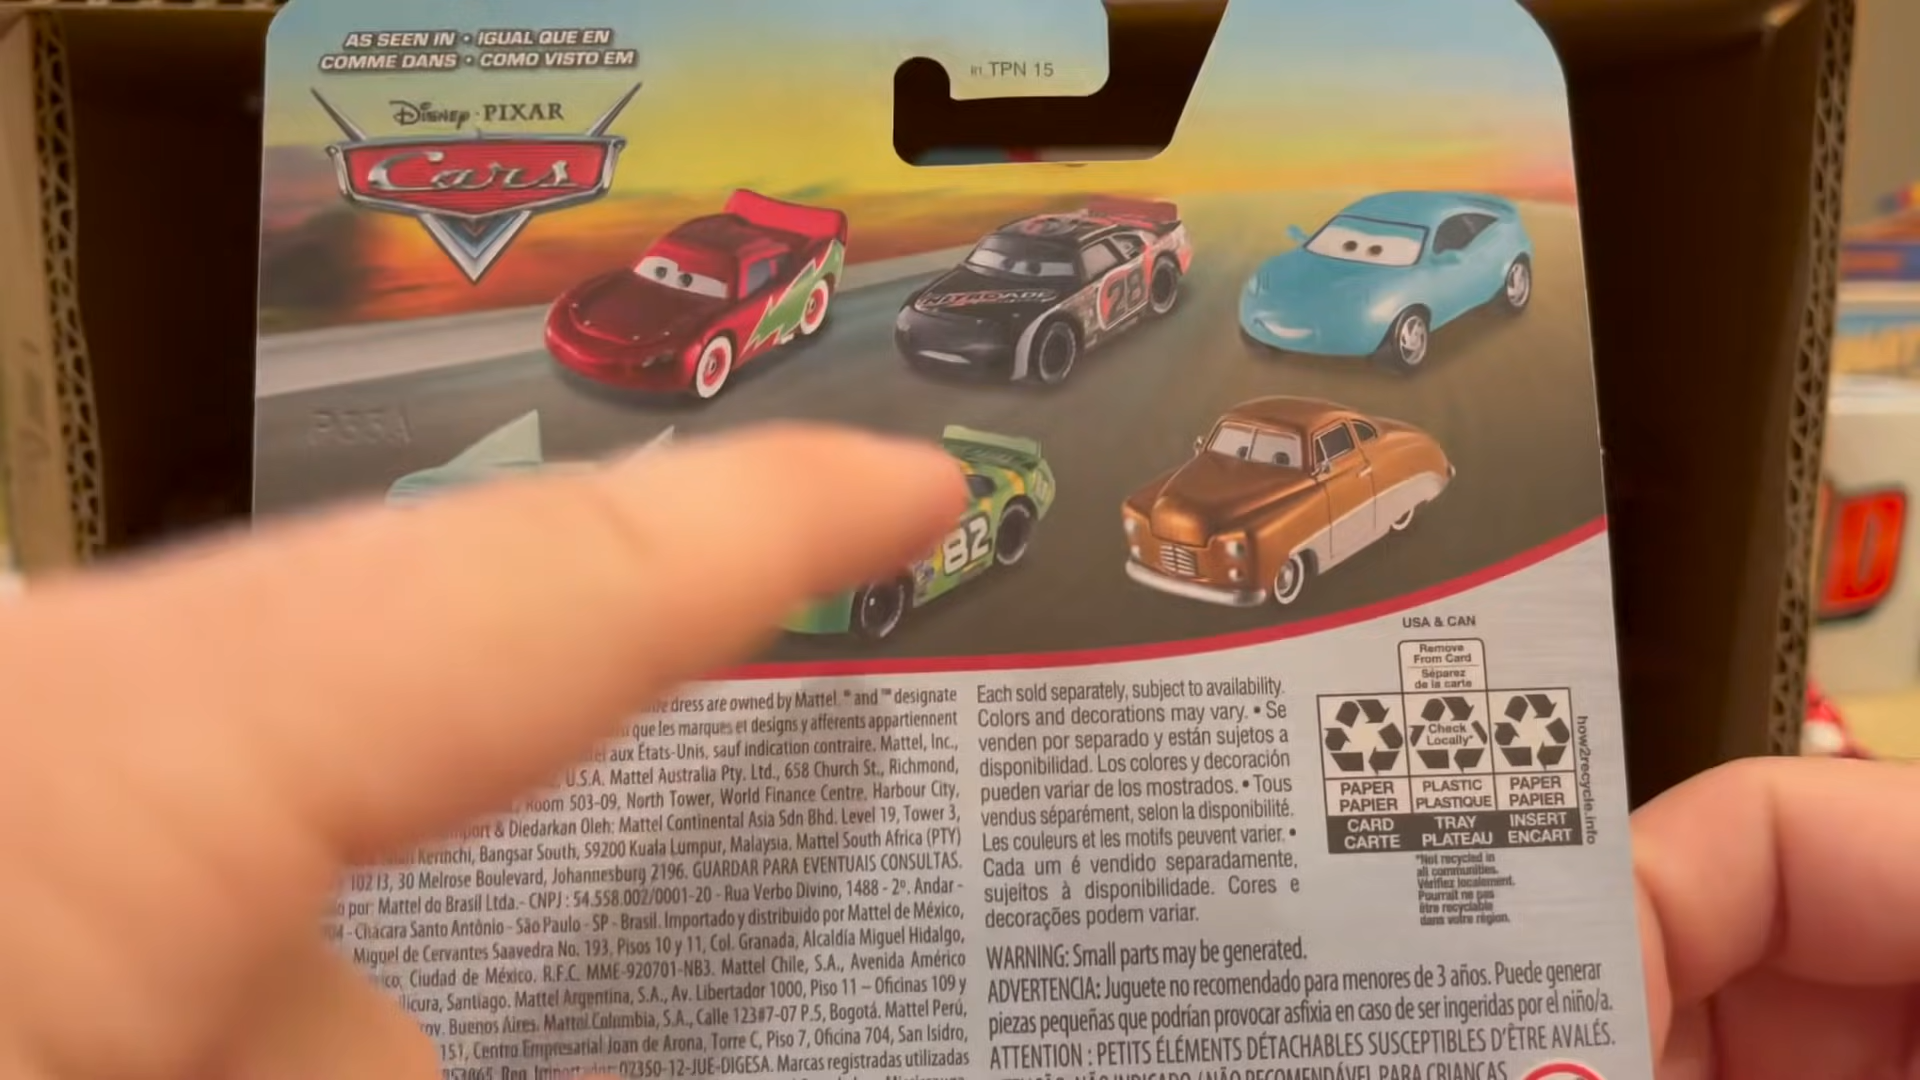 AS SEEN IN • IGUAL QUE EN
COMME DANS • COMO VISTO EM
in TPN 15
DISNEY·PIXAR
Cars
NITROADE
28
P35A
82
USA & CAN
Remove
From Card
Séparez
de la carte
Check
Locally*
PAPER
PAPIER
PLASTIC
PLASTIQUE
PAPER
PAPIER
CARD
CARTE
TRAY
PLATEAU
INSERT
ENCART
how2recycle.info
*Not recycled in
all communities.
Vérifiez localement.
Pourrait ne pas
être recyclable
dans votre région.
dress are owned by Mattel. ® and ™ designate
que les marques et designs y afferents appartiennent
aux États-Unis, sauf indication contraire. Mattel, Inc.,
U.S.A. Mattel Australia Pty. Ltd., 658 Church St., Richmond,
Room 503-09, North Tower, World Finance Centre, Harbour City,
& Diedarkan Oleh: Mattel Continental Asia Sdn Bhd. Level 19, Tower 3,
Kerinchi, Bangsar South, 59200 Kuala Lumpur, Malaysia. Mattel South Africa (PTY)
102 13, 30 Melrose Boulevard, Johannesburg 2196. GUARDAR PARA EVENTUAIS CONSULTAS.
por: Mattel do Brasil Ltda.- CNPJ : 54.558.002/0001-20 - Rua Verbo Divino, 1488 - 2º. Andar -
04 - Chácara Santo Antônio - São Paulo - SP - Brasil. Importado y distribuido por Mattel de México,
Miguel de Cervantes Saavedra No. 193, Pisos 10 y 11, Col. Granada, Alcaldía Miguel Hidalgo,
Ciudad de México. R.F.C. MME-920701-NB3. Mattel Chile, S.A., Avenida Américo
Santiago. Mattel Argentina, S.A., Av. Libertador 1000, Piso 11 – Oficinas 109 y
Buenos Aires. Mattel Colombia, S.A., Calle 123#7-07 P.5, Bogotá. Mattel Perú,
151, Centro Empresarial Joan de Arona, Torre C, Piso 7, Oficina 704, San Isidro,
02350-12-JUE-DIGESA. Marcas registradas utilizadas
Each sold separately, subject to availability.
Colors and decorations may vary. • Se
venden por separado y están sujetos a
disponibilidad. Los colores y decoración
pueden variar de los mostrados. • Tous
vendus séparément, selon la disponibilité.
Les couleurs et les motifs peuvent varier. •
Cada um é vendido separadamente,
sujeitos à disponibilidade. Cores e
decorações podem variar.
WARNING: Small parts may be generated.
ADVERTENCIA: Juguete no recomendado para menores de 3 años. Puede generar
piezas pequeñas que podrían provocar asfixia en caso de ser ingeridas por el niño/a.
ATTENTION : PETITS ÉLÉMENTS DÉTACHABLES SUSCEPTIBLES D'ÊTRE AVALÉS.
RECOMENDÁVEL PARA CRIANÇAS